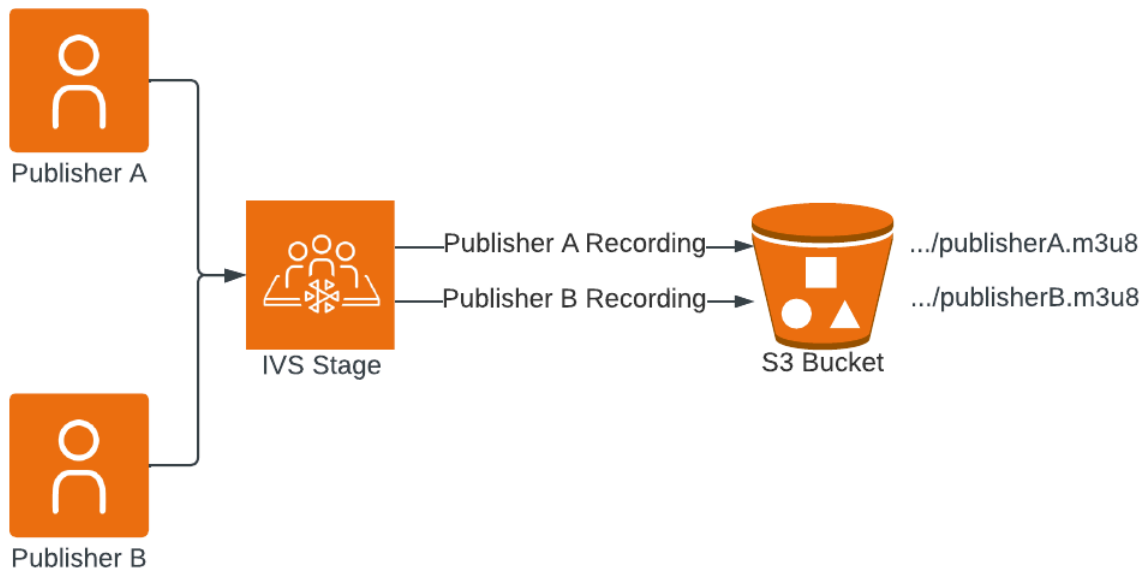 Publisher A
Publisher A Recording
.../publisherA.m3u8
Publisher B Recording
.../publisherB.m3u8
IVS Stage
S3 Bucket
Publisher B